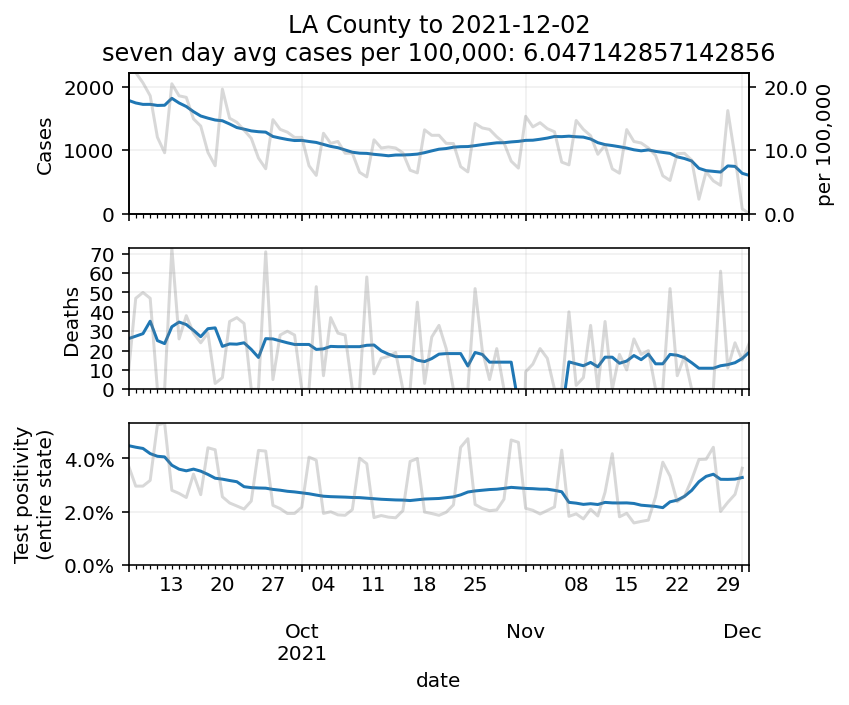 LA County to 2021-12-02
seven day avg cases per 100,000: 6.047142857142856
Cases
2000
1000
0
20.0
10.0
0.0
per 100,000
Deaths
70
60
50
40
30
20
10
0
Test positivity
(entire state)
4.0%
2.0%
0.0%
13 20 27 04 11 18 25 08 15 22 29
Oct Nov Dec
2021
date